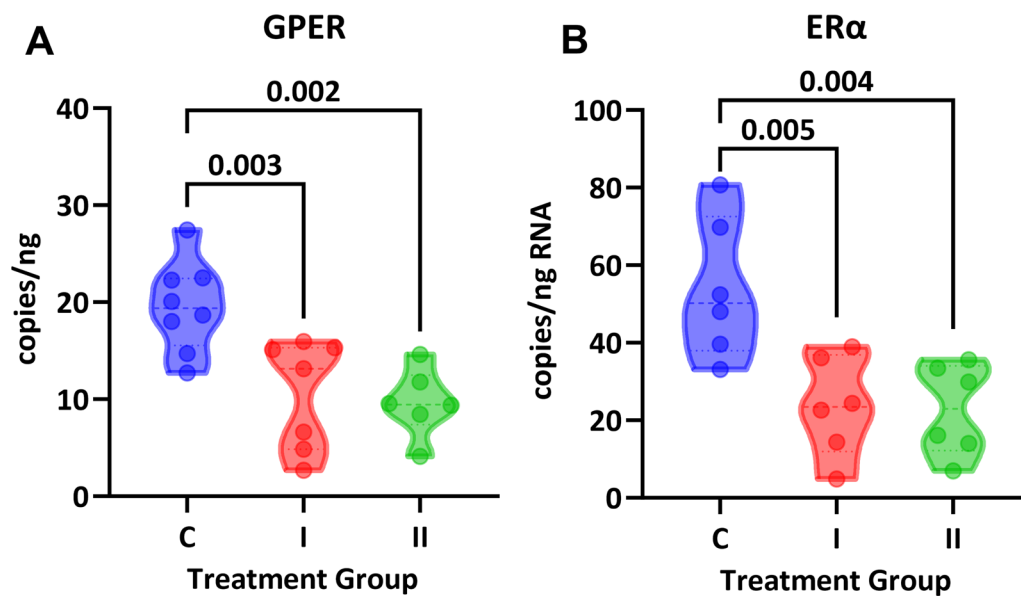 A
GPER
0.002
0.003
40
30
20
10
0
copies/ng
C
I
II
Treatment Group
B
ERα
0.004
0.005
100
80
60
40
20
0
copies/ng RNA
C
I
II
Treatment Group